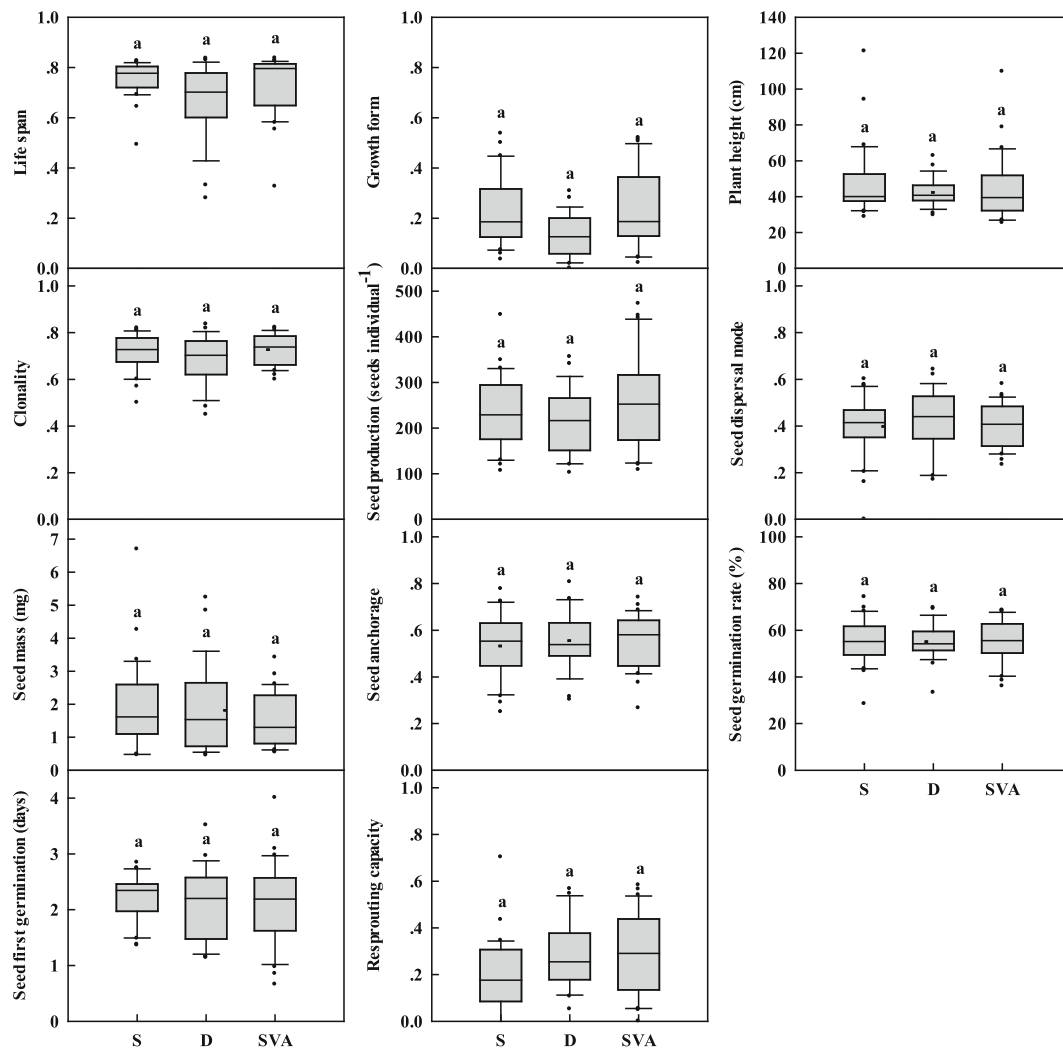 Life span
1.0
.8
.6
.4
.2
0.0
a a a
Growth form
1.0
.8
.6
.4
.2
0.0
a a a
Plant height (cm)
140
120
100
80
60
40
20
0
a a a
Clonality
1.0
.8
.6
.4
.2
0.0
a a a
Seed production (seeds individual-1)
500
400
300
200
100
0
a a a
Seed dispersal mode
1.0
.8
.6
.4
.2
0.0
a a a
Seed mass (mg)
7
6
5
4
3
2
1
0
a a a
Seed anchorage
1.0
.8
.6
.4
.2
0.0
a a a
Seed germination rate (%)
100
80
60
40
20
0
a a a
S D SVA
Seed first germination (days)
4
3
2
1
0
a a a
S D SVA
Resprouting capacity
1.0
.8
.6
.4
.2
0.0
a a a
S D SVA